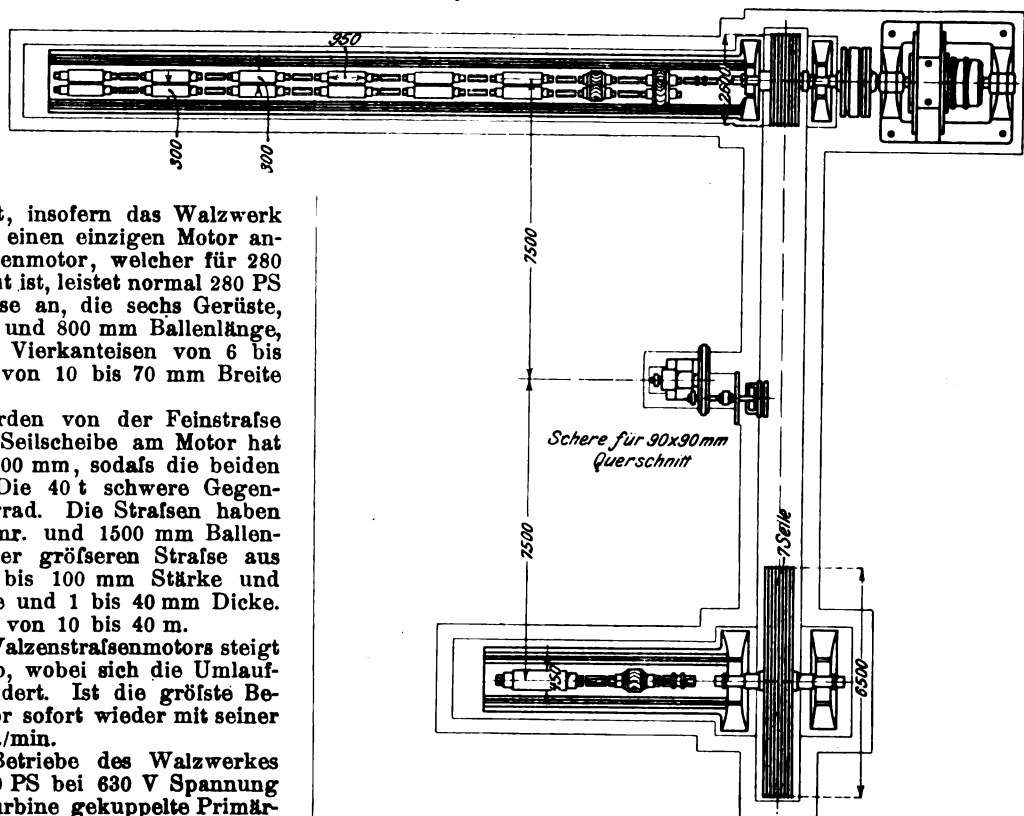 950
2600
300
300
7500
Schere für 90x90mm
Querschnitt
7500
7 Seile
450
6500
t, insofern das Walzwerk
einen einzigen Motor an-
enmotor, welcher für 280
t ist, leistet normal 280 PS
se an, die sechs Gerüste,
und 800 mm Ballenlänge,
Vierkanteisen von 6 bis
von 10 bis 70 mm Breite
rden von der Feinstraſse
Seilscheibe am Motor hat
00 mm, sodaſs die beiden
Die 40 t schwere Gegen-
rrad. Die Straſsen haben
mr. und 1500 mm Ballen-
er gröſseren Straſse aus
bis 100 mm Stärke und
e und 1 bis 40 mm Dicke.
von 10 bis 40 m.
Walzenstraſsenmotors steigt
b, wobei sich die Umlauf-
dert. Ist die gröſste Be-
or sofort wieder mit seiner
/min.
Betriebe des Walzwerkes
0 PS bei 630 V Spannung
urbine gekuppelte Primär-